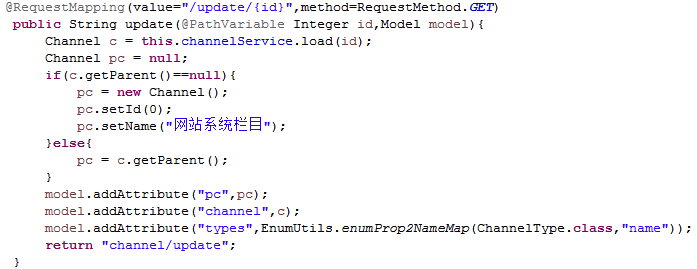 @RequestMapping(value="/update/{id}",method=RequestMethod.GET)
public String update(@PathVariable Integer id,Model model){
Channel c = this.channelService.load(id);
Channel pc = null;
if(c.getParent()==null){
pc = new Channel();
pc.setId(0);
pc.setName("网站系统栏目");
}else{
pc = c.getParent();
}
model.addAttribute("pc",pc);
model.addAttribute("channel",c);
model.addAttribute("types",EnumUtils.enumProp2NameMap(ChannelType.class,"name"));
return "channel/update";
}